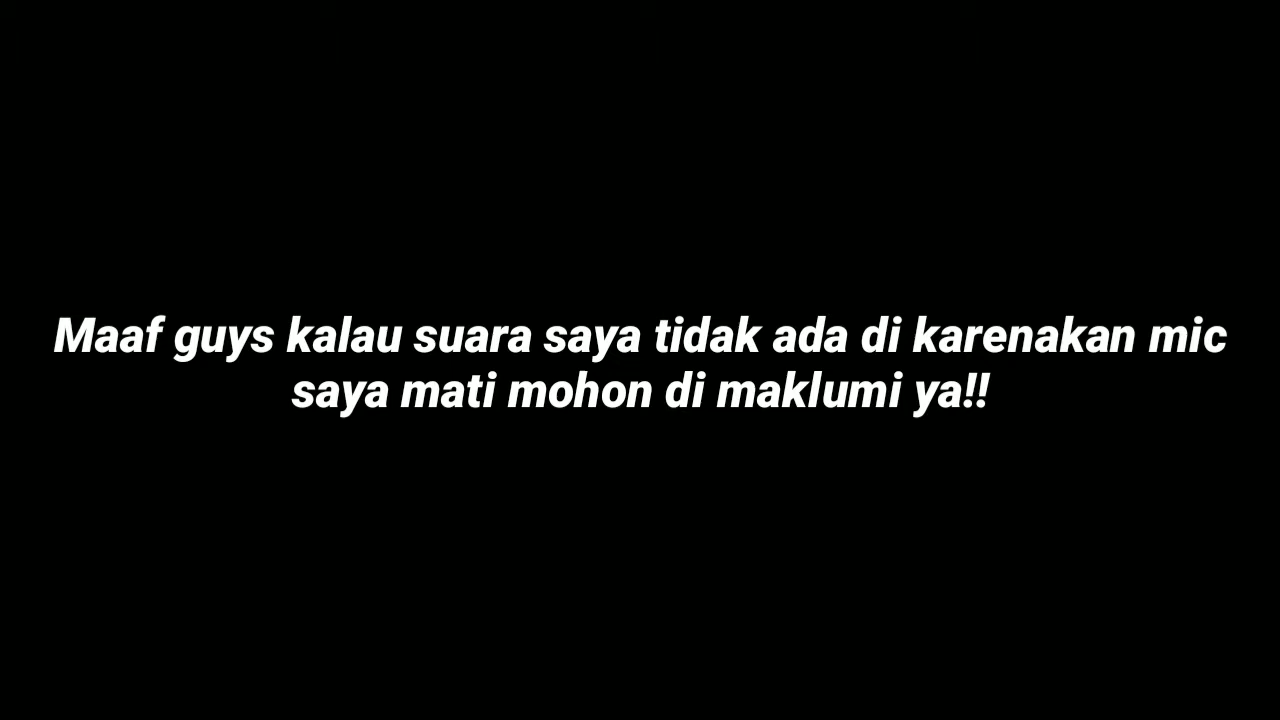 Maaf guys kalau suara saya tidak ada di karenakan mic
saya mati mohon di maklumi ya!!